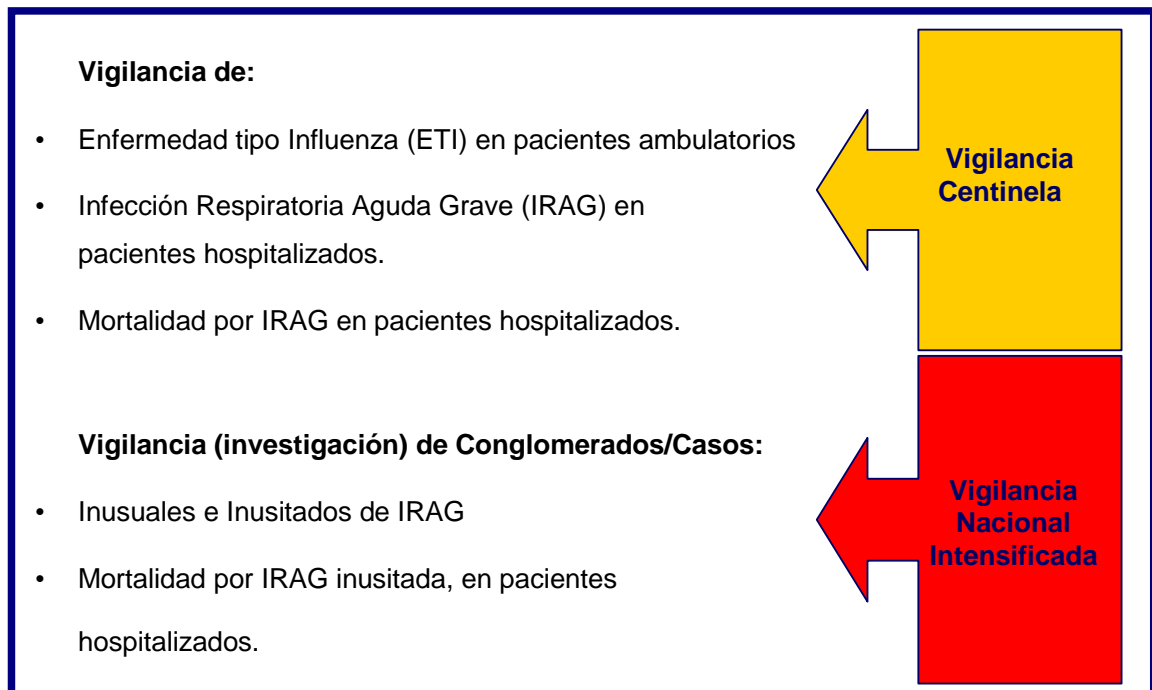 Vigilancia de:
• Enfermedad tipo Influenza (ETI) en pacientes ambulatorios
• Infección Respiratoria Aguda Grave (IRAG) en
pacientes hospitalizados.
• Mortalidad por IRAG en pacientes hospitalizados.
Vigilancia
Centinela
Vigilancia (investigación) de Conglomerados/Casos:
• Inusuales e Inusitados de IRAG
• Mortalidad por IRAG inusitada, en pacientes
hospitalizados.
Vigilancia
Nacional
Intensificada